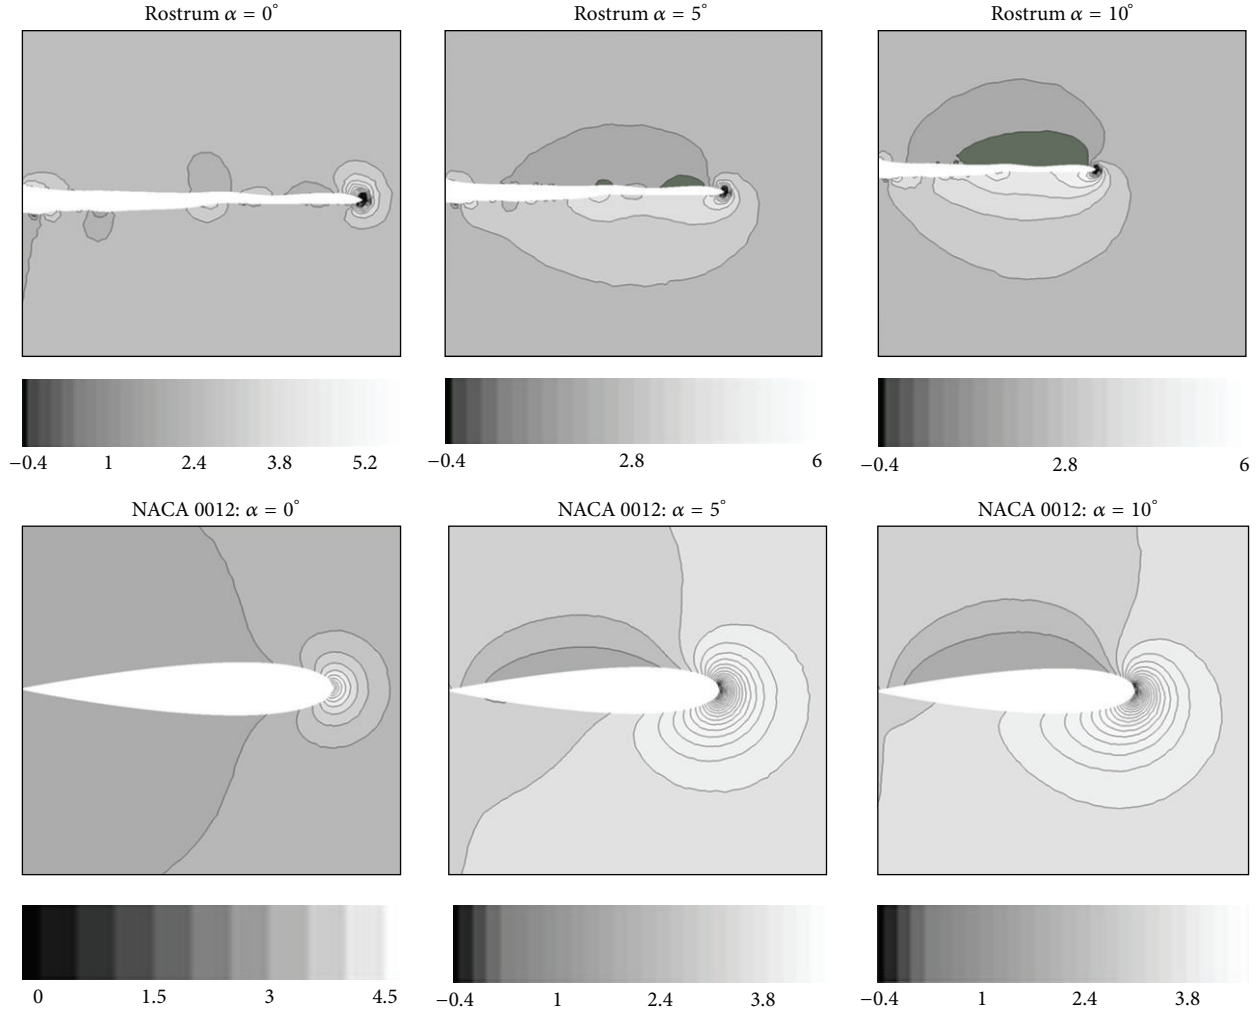 Rostrum α = 0° Rostrum α = 5° Rostrum α = 10°
−0.4 1 2.4 3.8 5.2 −0.4 2.8 6 −0.4 2.8 6
NACA 0012: α = 0° NACA 0012: α = 5° NACA 0012: α = 10°
0 1.5 3 4.5 −0.4 1 2.4 3.8 −0.4 1 2.4 3.8